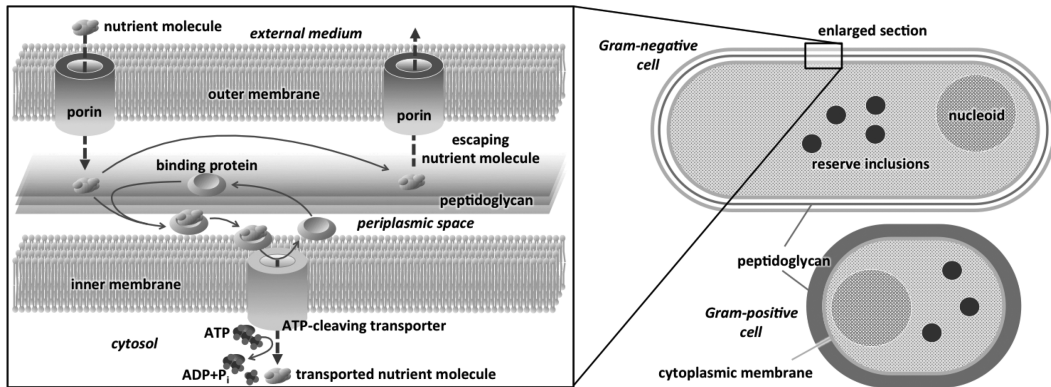 nutrient molecule
external medium
outer membrane
porin
porin
escaping
nutrient molecule
binding protein
peptidoglycan
periplasmic space
inner membrane
ATP-cleaving transporter
ATP
cytosol
ADP+Pi
transported nutrient molecule
enlarged section
Gram-negative
cell
nucleoid
reserve inclusions
peptidoglycan
Gram-positive
cell
cytoplasmic membrane